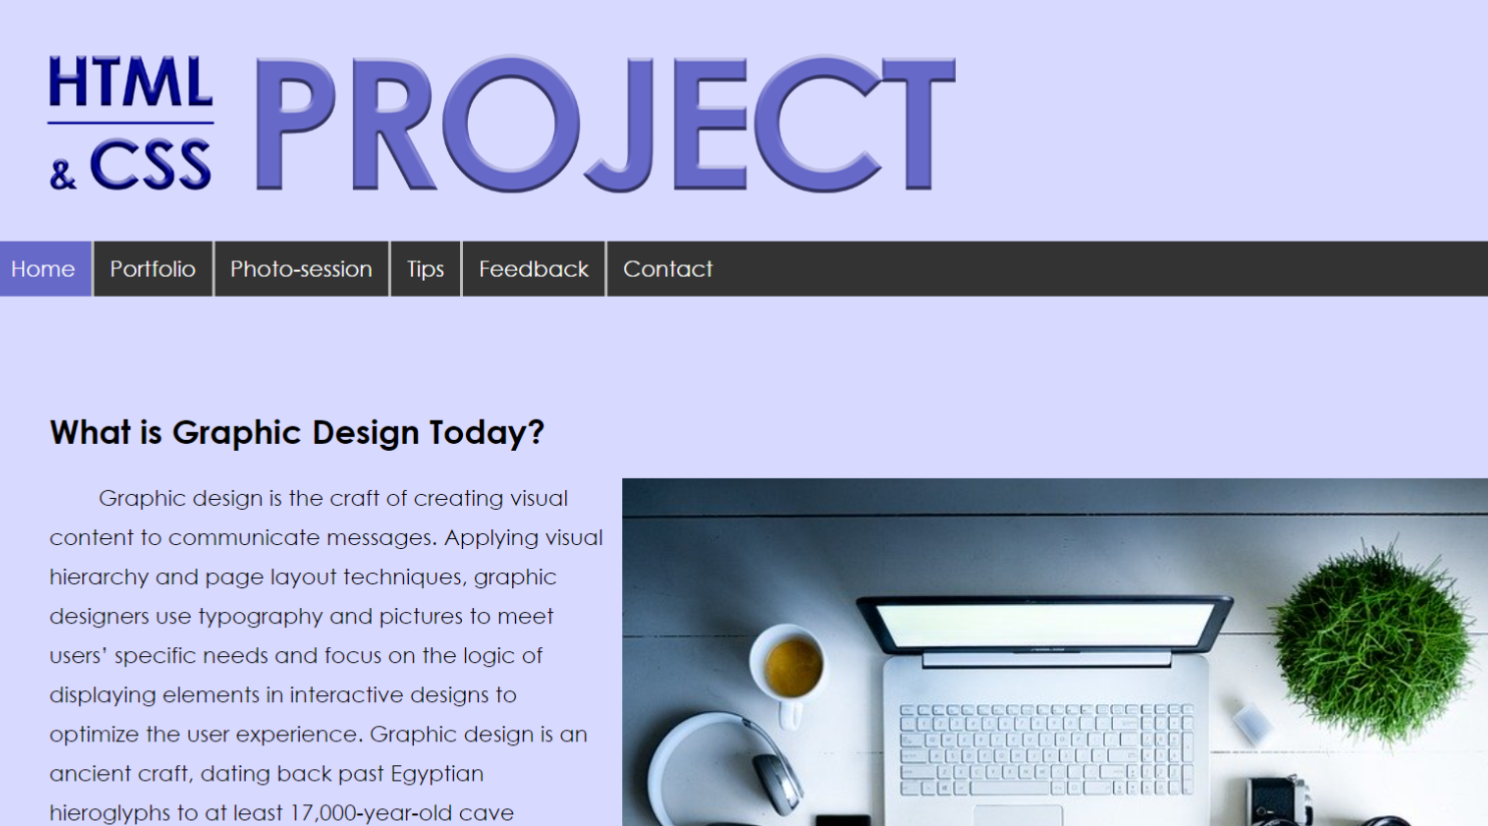 HTML
& CSS
PROJECT
Home Portfolio Photo-session Tips Feedback Contact
What is Graphic Design Today?
Graphic design is the craft of creating visual
content to communicate messages. Applying visual
hierarchy and page layout techniques, graphic
designers use typography and pictures to meet
users’ specific needs and focus on the logic of
displaying elements in interactive designs to
optimize the user experience. Graphic design is an
ancient craft, dating back past Egyptian
hieroglyphs to at least 17,000-year-old cave